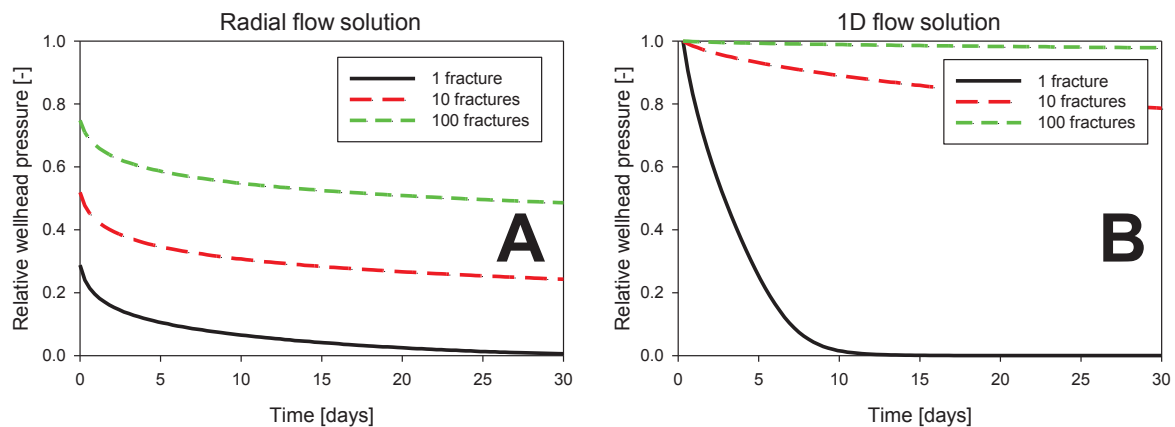 Radial flow solution
Relative wellhead pressure [-]
1.0
0.8
0.6
0.4
0.2
0.0
1 fracture
10 fractures
100 fractures
A
0 5 10 15 20 25 30
Time [days]
1D flow solution
Relative wellhead pressure [-]
1.0
0.8
0.6
0.4
0.2
0.0
1 fracture
10 fractures
100 fractures
B
0 5 10 15 20 25 30
Time [days]